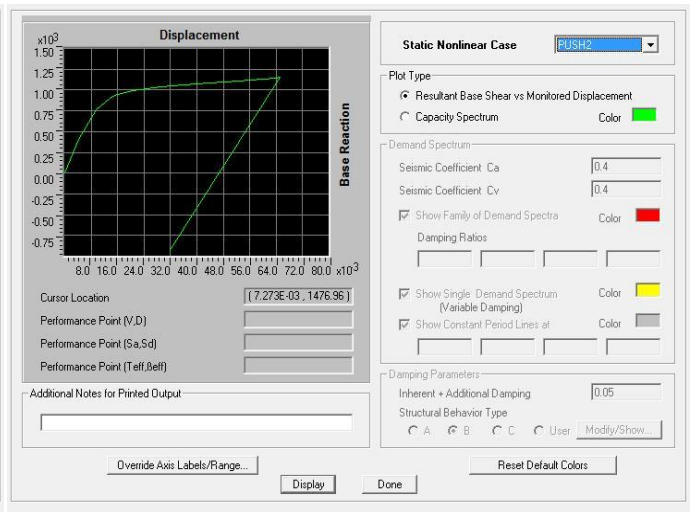 Displacement
x10³
1.50
1.25
1.00
0.75
0.50
0.25
0.00
-0.25
-0.50
-0.75
Base Reaction
8.0 16.0 24.0 32.0 40.0 48.0 56.0 64.0 72.0 80.0 x10⁻³
Cursor Location
( 7.273E-03 , 1476.96 )
Performance Point (V,D)
Performance Point (Sa,Sd)
Performance Point (Teff,ßeff)
Additional Notes for Printed Output
Override Axis Labels/Range...
Display
Done
Static Nonlinear Case
PUSH2
Plot Type
Resultant Base Shear vs Monitored Displacement
Capacity Spectrum
Color
Demand Spectrum
Seismic Coefficient Ca
0.4
Seismic Coefficient Cv
0.4
Show Family of Demand Spectra
Color
Damping Ratios
Show Single Demand Spectrum
Color
(Variable Damping)
Show Constant Period Lines at
Color
Damping Parameters
Inherent + Additional Damping
0.05
Structural Behavior Type
A B C User
Modify/Show...
Reset Default Colors